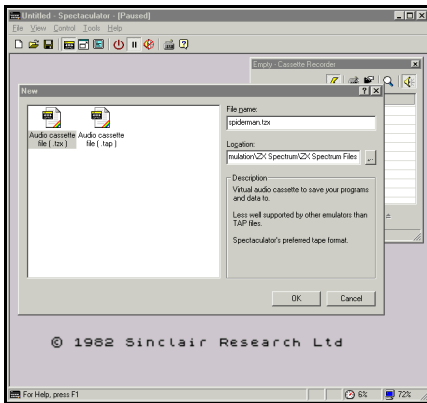 Untitled - Spectaculator - [Paused]
File View Control Tools Help
Empty - Cassette Recorder
New
Audio cassette file (.tzx )
Audio cassette file (.tap )
File name:
spiderman.tzx
Location:
mulation\ZX Spectrum\ZX Spectrum Files
...
Description
Virtual audio cassette to save your programs and data to.
Less well supported by other emulators than TAP files.
Spectaculator's preferred tape format.
OK Cancel
© 1982 Sinclair Research Ltd
For Help, press F1
6%
72%